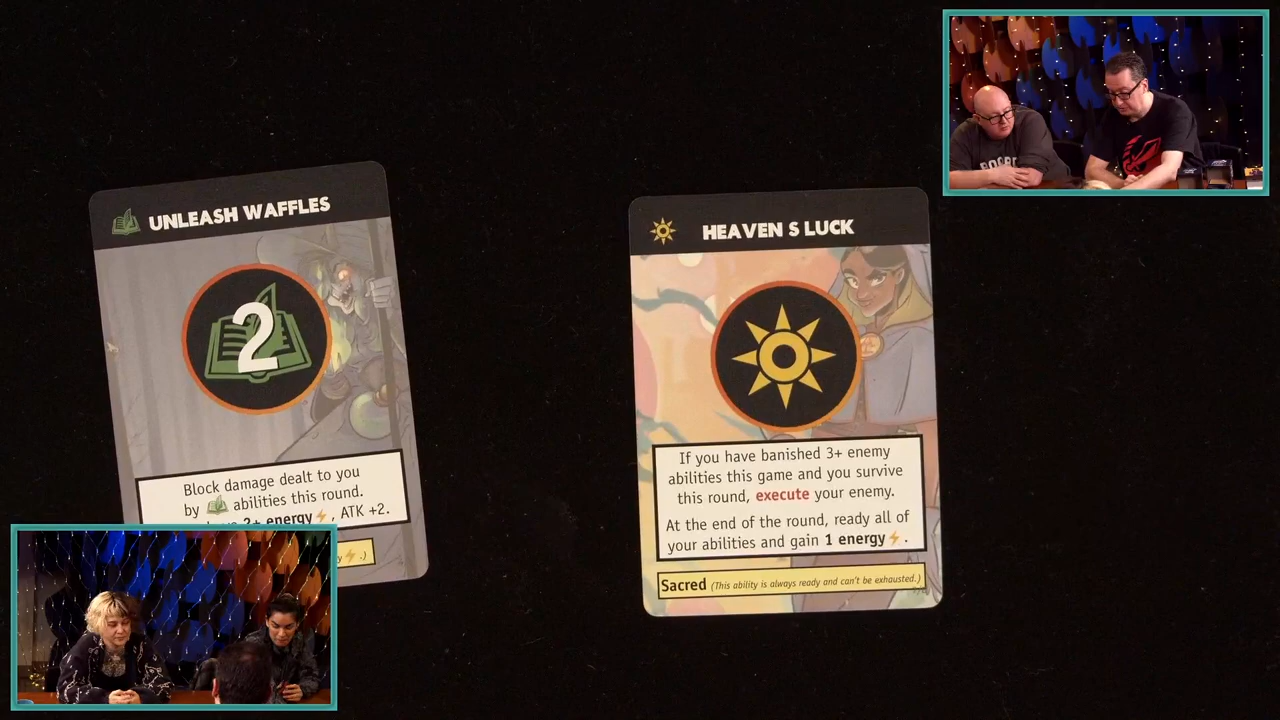 UNLEASH WAFFLES
2
Block damage dealt to you
by abilities this round.
2+ energy, ATK +2.
.)
HEAVEN S LUCK
If you have banished 3+ enemy
abilities this game and you survive
this round, execute your enemy.
At the end of the round, ready all of
your abilities and gain 1 energy.
Sacred (This ability is always ready and can't be exhausted.)